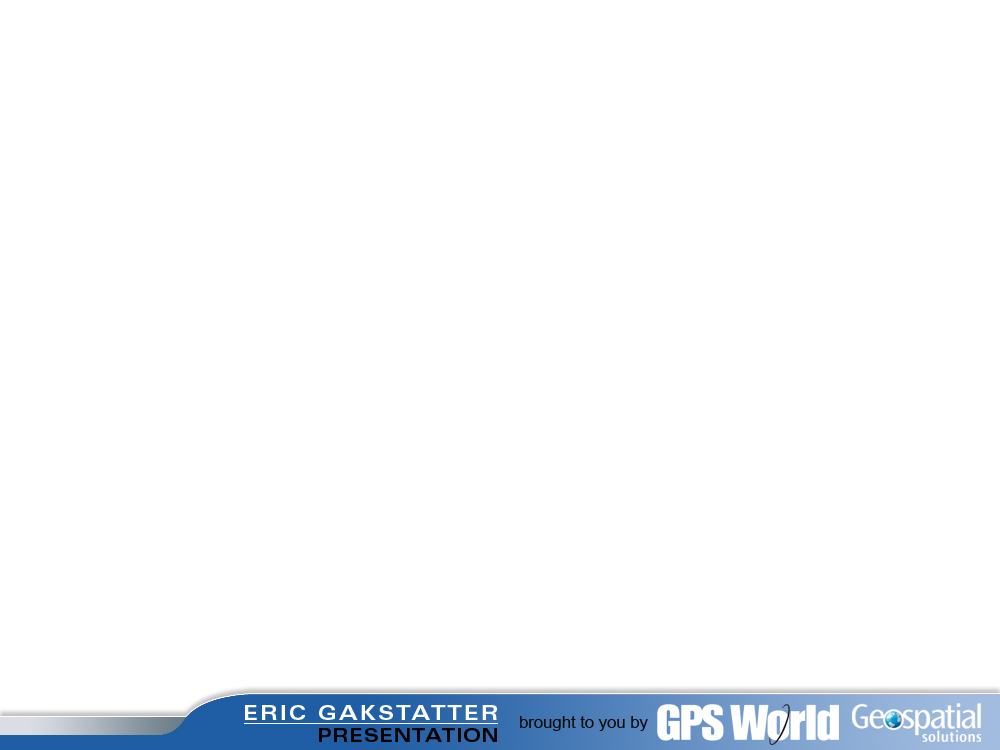 ERIC GAKSTATTER
PRESENTATION
brought to you by
GPS World
Geospatial
solutions